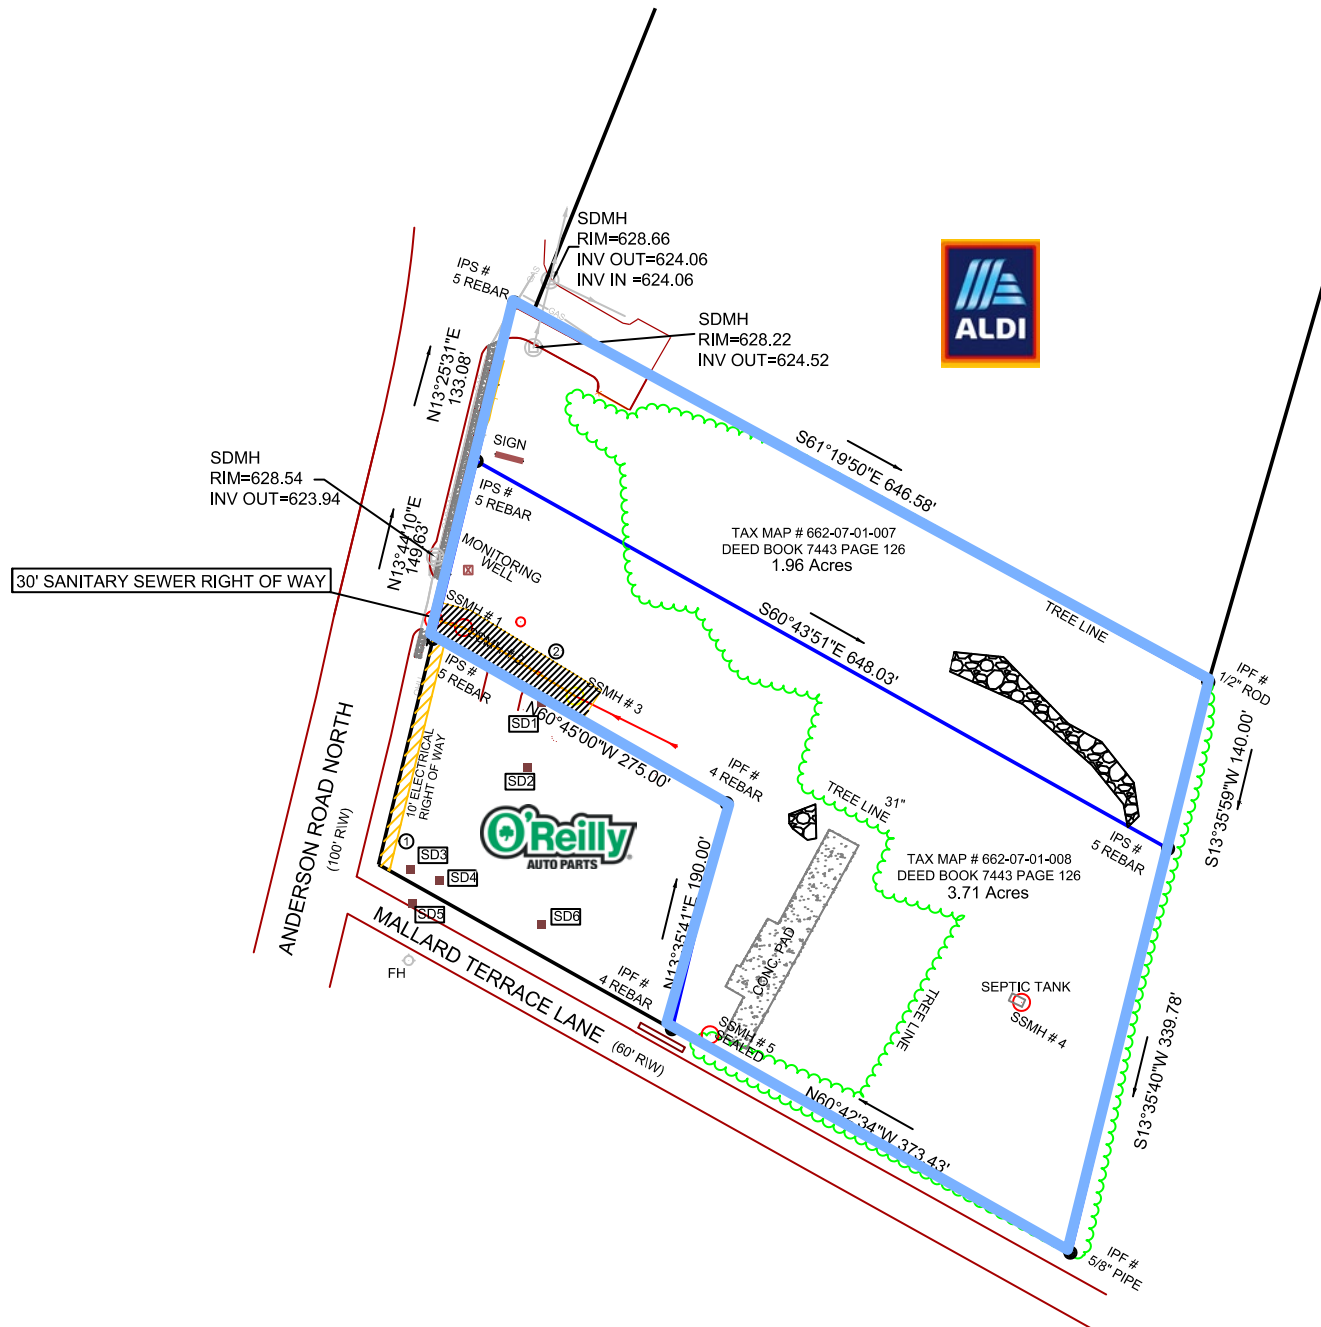 SDMH
RIM=628.66
INV OUT=624.06
INV IN =624.06
IPS #
5 REBAR
GAS
GAS
SDMH
RIM=628.22
INV OUT=624.52
ALDI
N13°25'31"E
133.08'
S61°19'50"E 646.58'
SIGN
SDMH
RIM=628.54
INV OUT=623.94
IPS #
5 REBAR
N13°44'10"E
149.63'
TAX MAP # 662-07-01-007
DEED BOOK 7443 PAGE 126
1.96 Acres
MONITORING
WELL
30' SANITARY SEWER RIGHT OF WAY
SSMH # 1
TREE LINE
S60°43'51"E 648.03'
2
IPS #
5 REBAR
SSMH # 3
IPF #
1/2" ROD
N60°45'00"W 275.00'
SD1
S13°35'59"W 140.00'
10' ELECTRICAL
RIGHT OF WAY
SD2
IPF #
4 REBAR
TREE LINE
31"
ANDERSON ROAD NORTH
(100' R\W)
O'Reilly
AUTO PARTS
1
IPS #
5 REBAR
SD3
SD4
SD5
SD6
TAX MAP # 662-07-01-008
DEED BOOK 7443 PAGE 126
3.71 Acres
N13°35'41"E 190.00'
CONC. PAD
MALLARD TERRACE LANE
(60' R\W)
FH
IPF #
4 REBAR
TREE LINE
SEPTIC TANK
SSMH # 4
SSMH # 5
SEALED
S13°35'40"W 339.78'
N60°42'34"W 373.43'
IPF #
5/8" PIPE